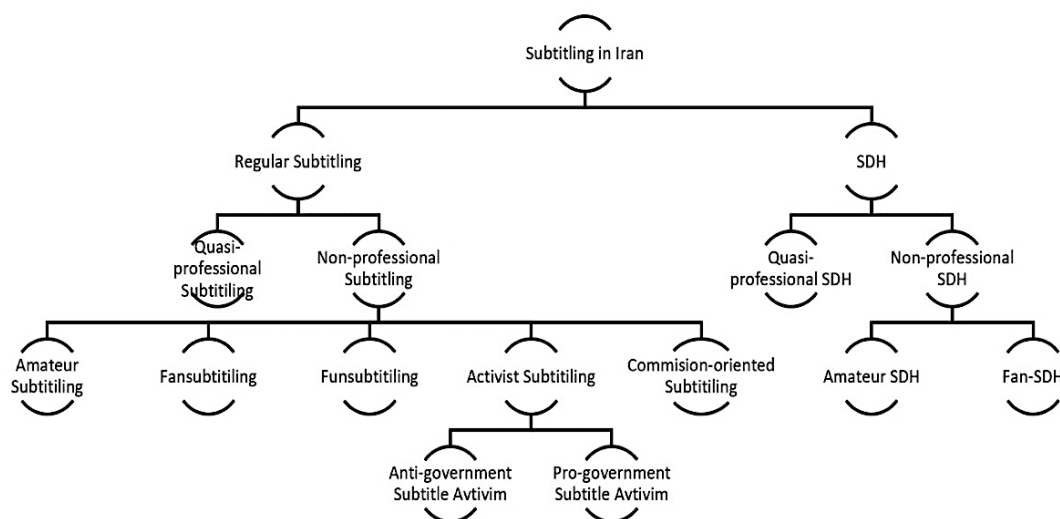 Subtitling in Iran
Regular Subtitling
SDH
Quasi-
professional
Subtitiling
Non-professional
Subtitling
Quasi-
professional SDH
Non-professional
SDH
Amateur
Subtitiling
Fansubtitiling
Funsubtitiling
Activist Subtitiling
Commision-oriented
Subtitiling
Amateur SDH
Fan-SDH
Anti-government
Subtitle Avtivim
Pro-government
Subtitle Avtivim